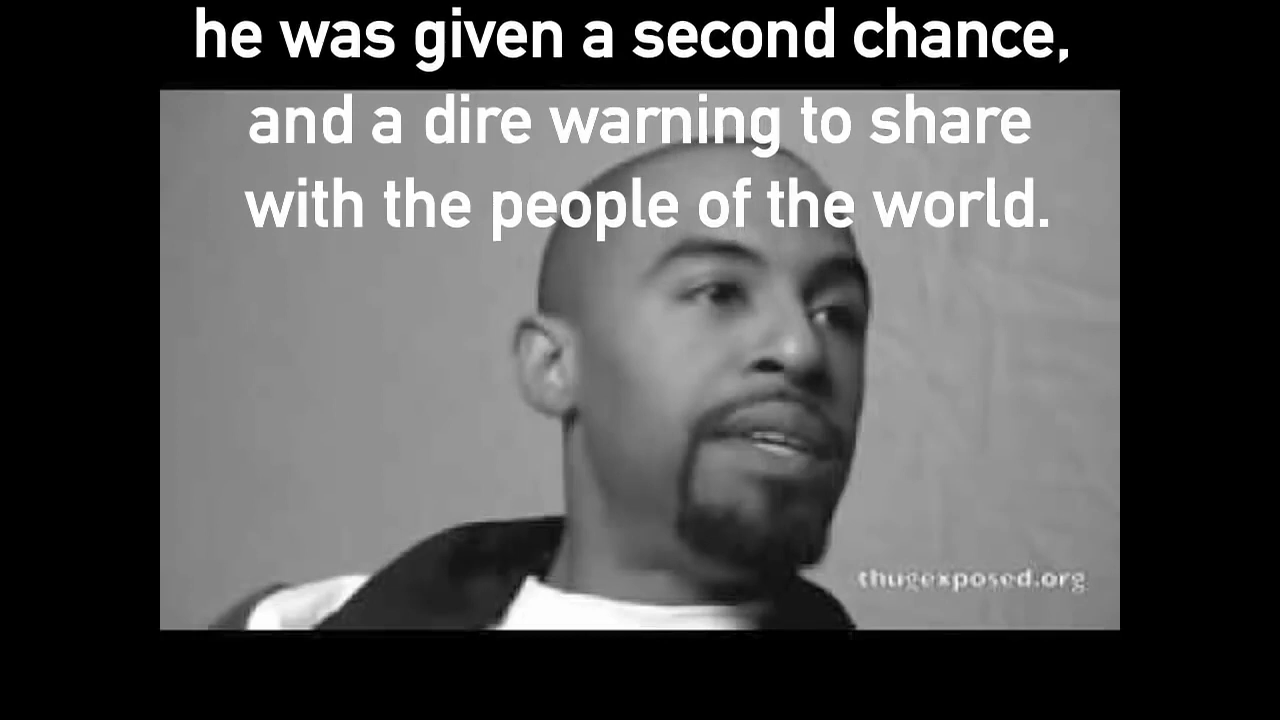 he was given a second chance,
and a dire warning to share
with the people of the world.
thugexposed.org